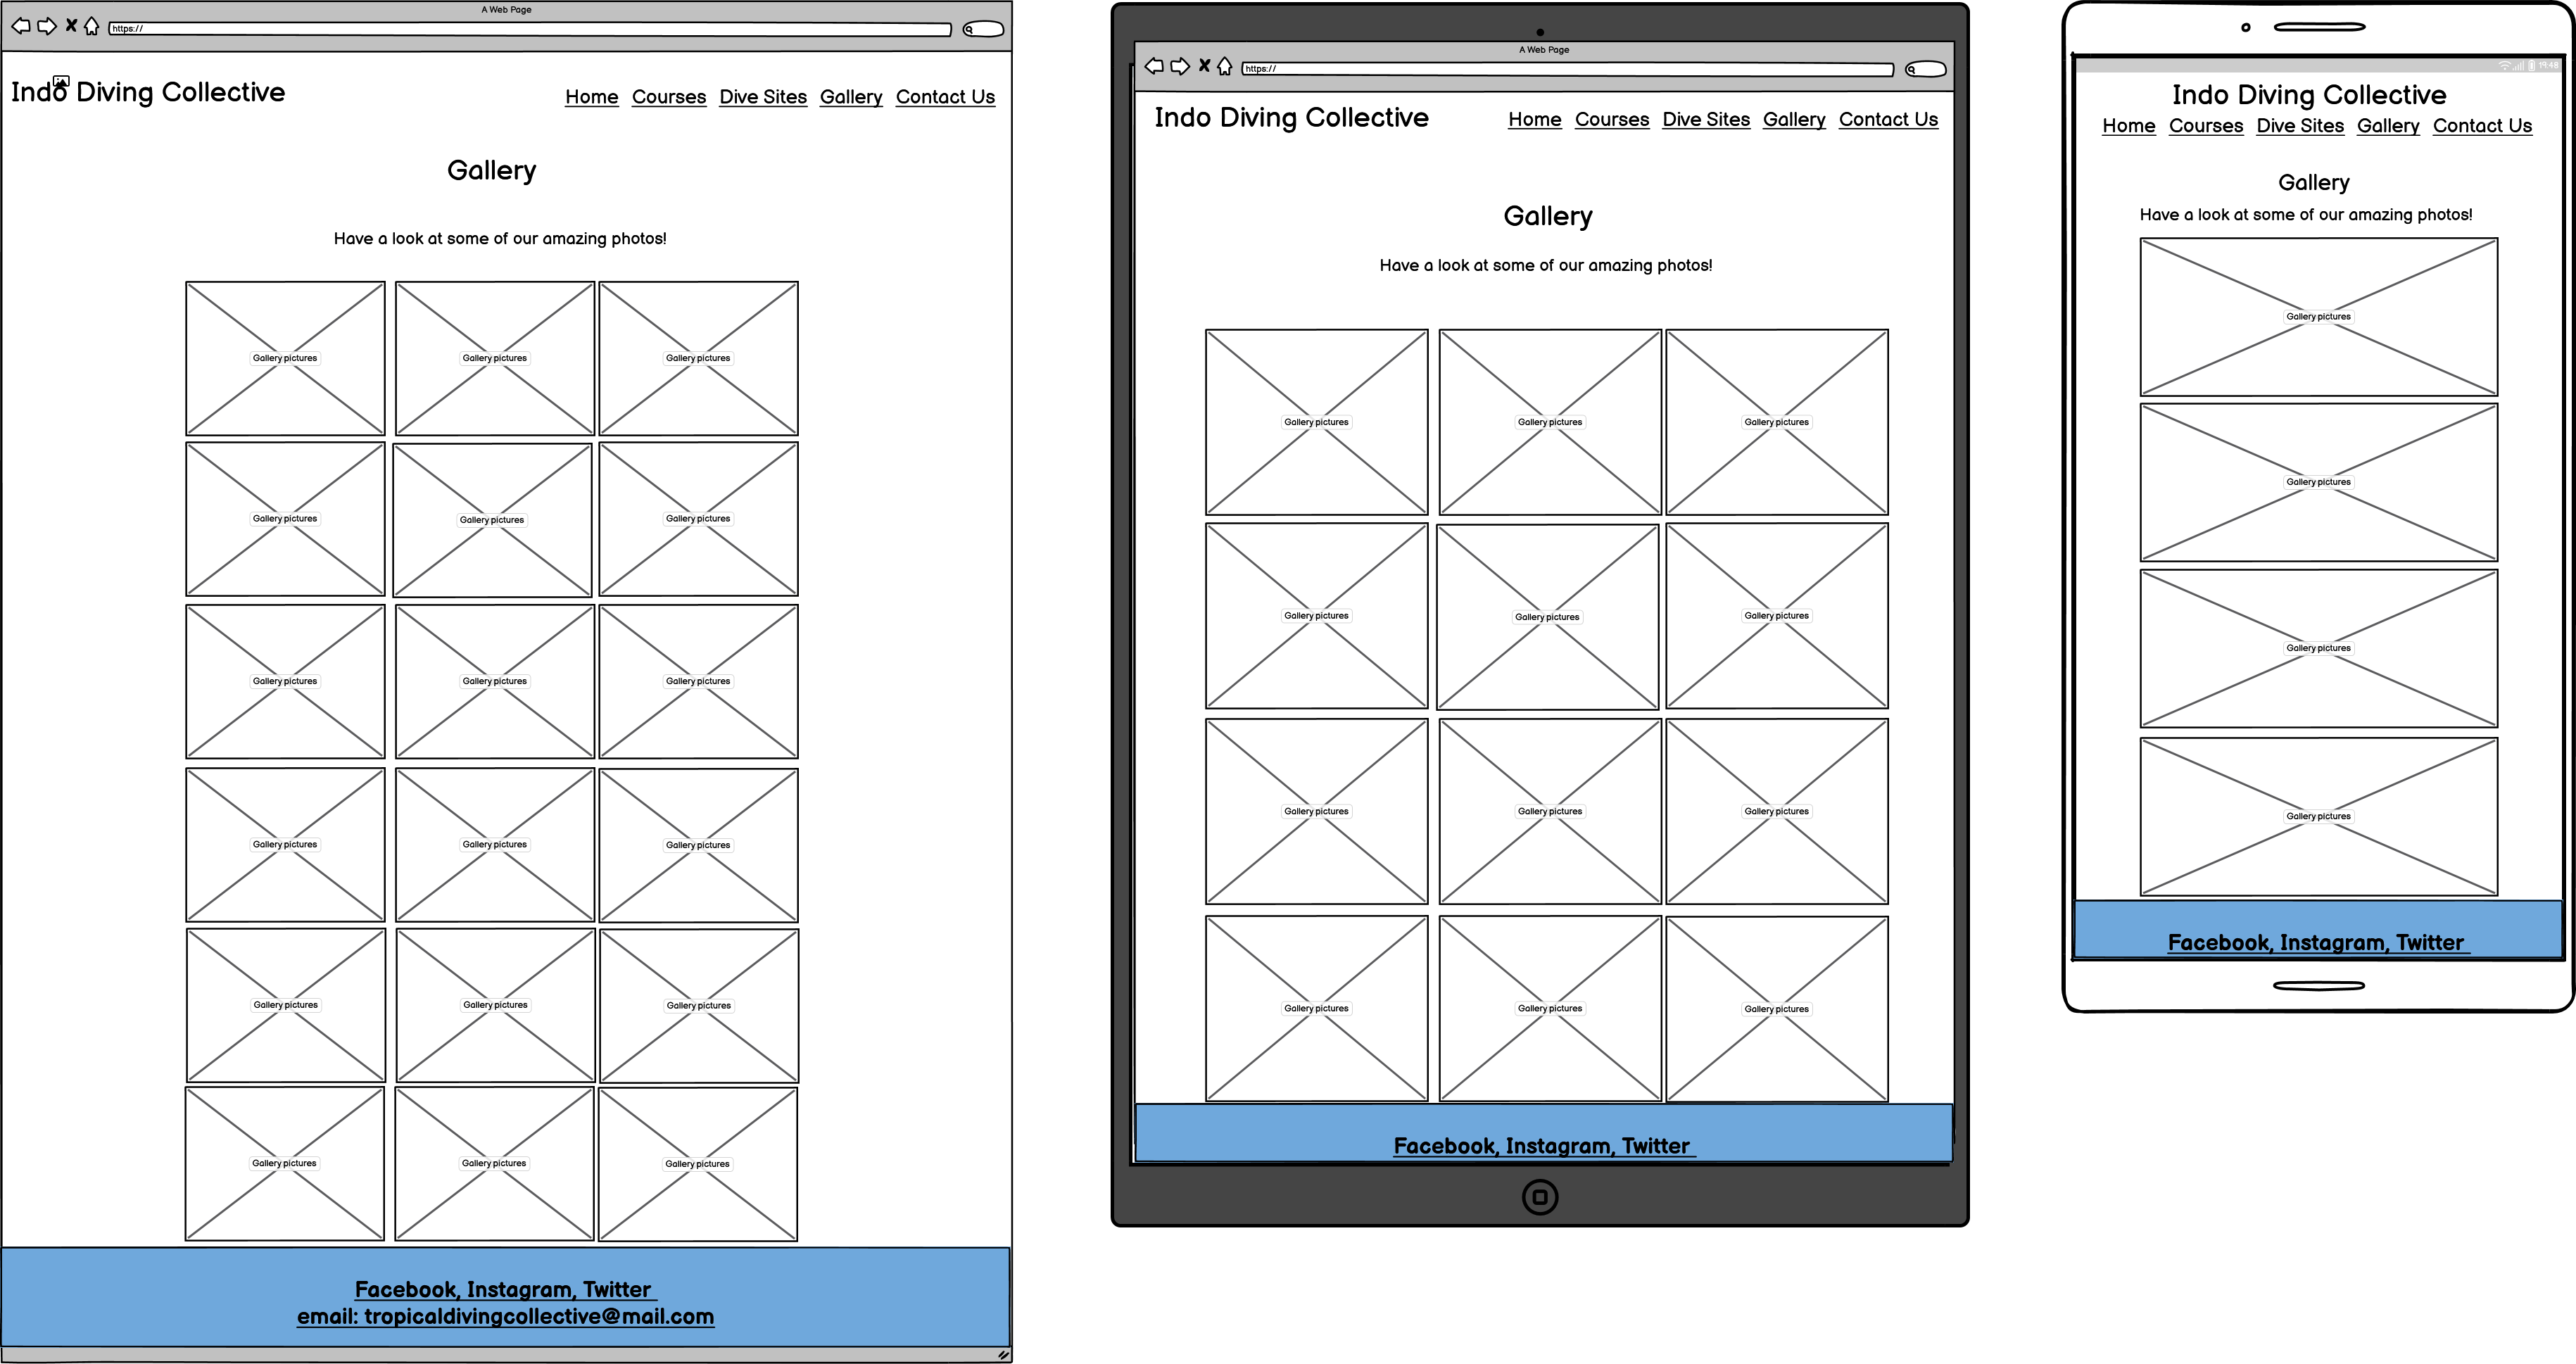 A Web Page
https://
Indo Diving Collective
Home Courses Dive Sites Gallery Contact Us
Gallery
Have a look at some of our amazing photos!
Gallery pictures Gallery pictures Gallery pictures
Gallery pictures Gallery pictures Gallery pictures
Gallery pictures Gallery pictures Gallery pictures
Gallery pictures Gallery pictures Gallery pictures
Gallery pictures Gallery pictures Gallery pictures
Gallery pictures Gallery pictures Gallery pictures
Facebook, Instagram, Twitter
email: tropicaldivingcollective@mail.com
A Web Page
https://
Indo Diving Collective
Home Courses Dive Sites Gallery Contact Us
Gallery
Have a look at some of our amazing photos!
Gallery pictures Gallery pictures Gallery pictures
Gallery pictures Gallery pictures Gallery pictures
Gallery pictures Gallery pictures Gallery pictures
Gallery pictures Gallery pictures Gallery pictures
Facebook, Instagram, Twitter
19:48
Indo Diving Collective
Home Courses Dive Sites Gallery Contact Us
Gallery
Have a look at some of our amazing photos!
Gallery pictures
Gallery pictures
Gallery pictures
Gallery pictures
Facebook, Instagram, Twitter